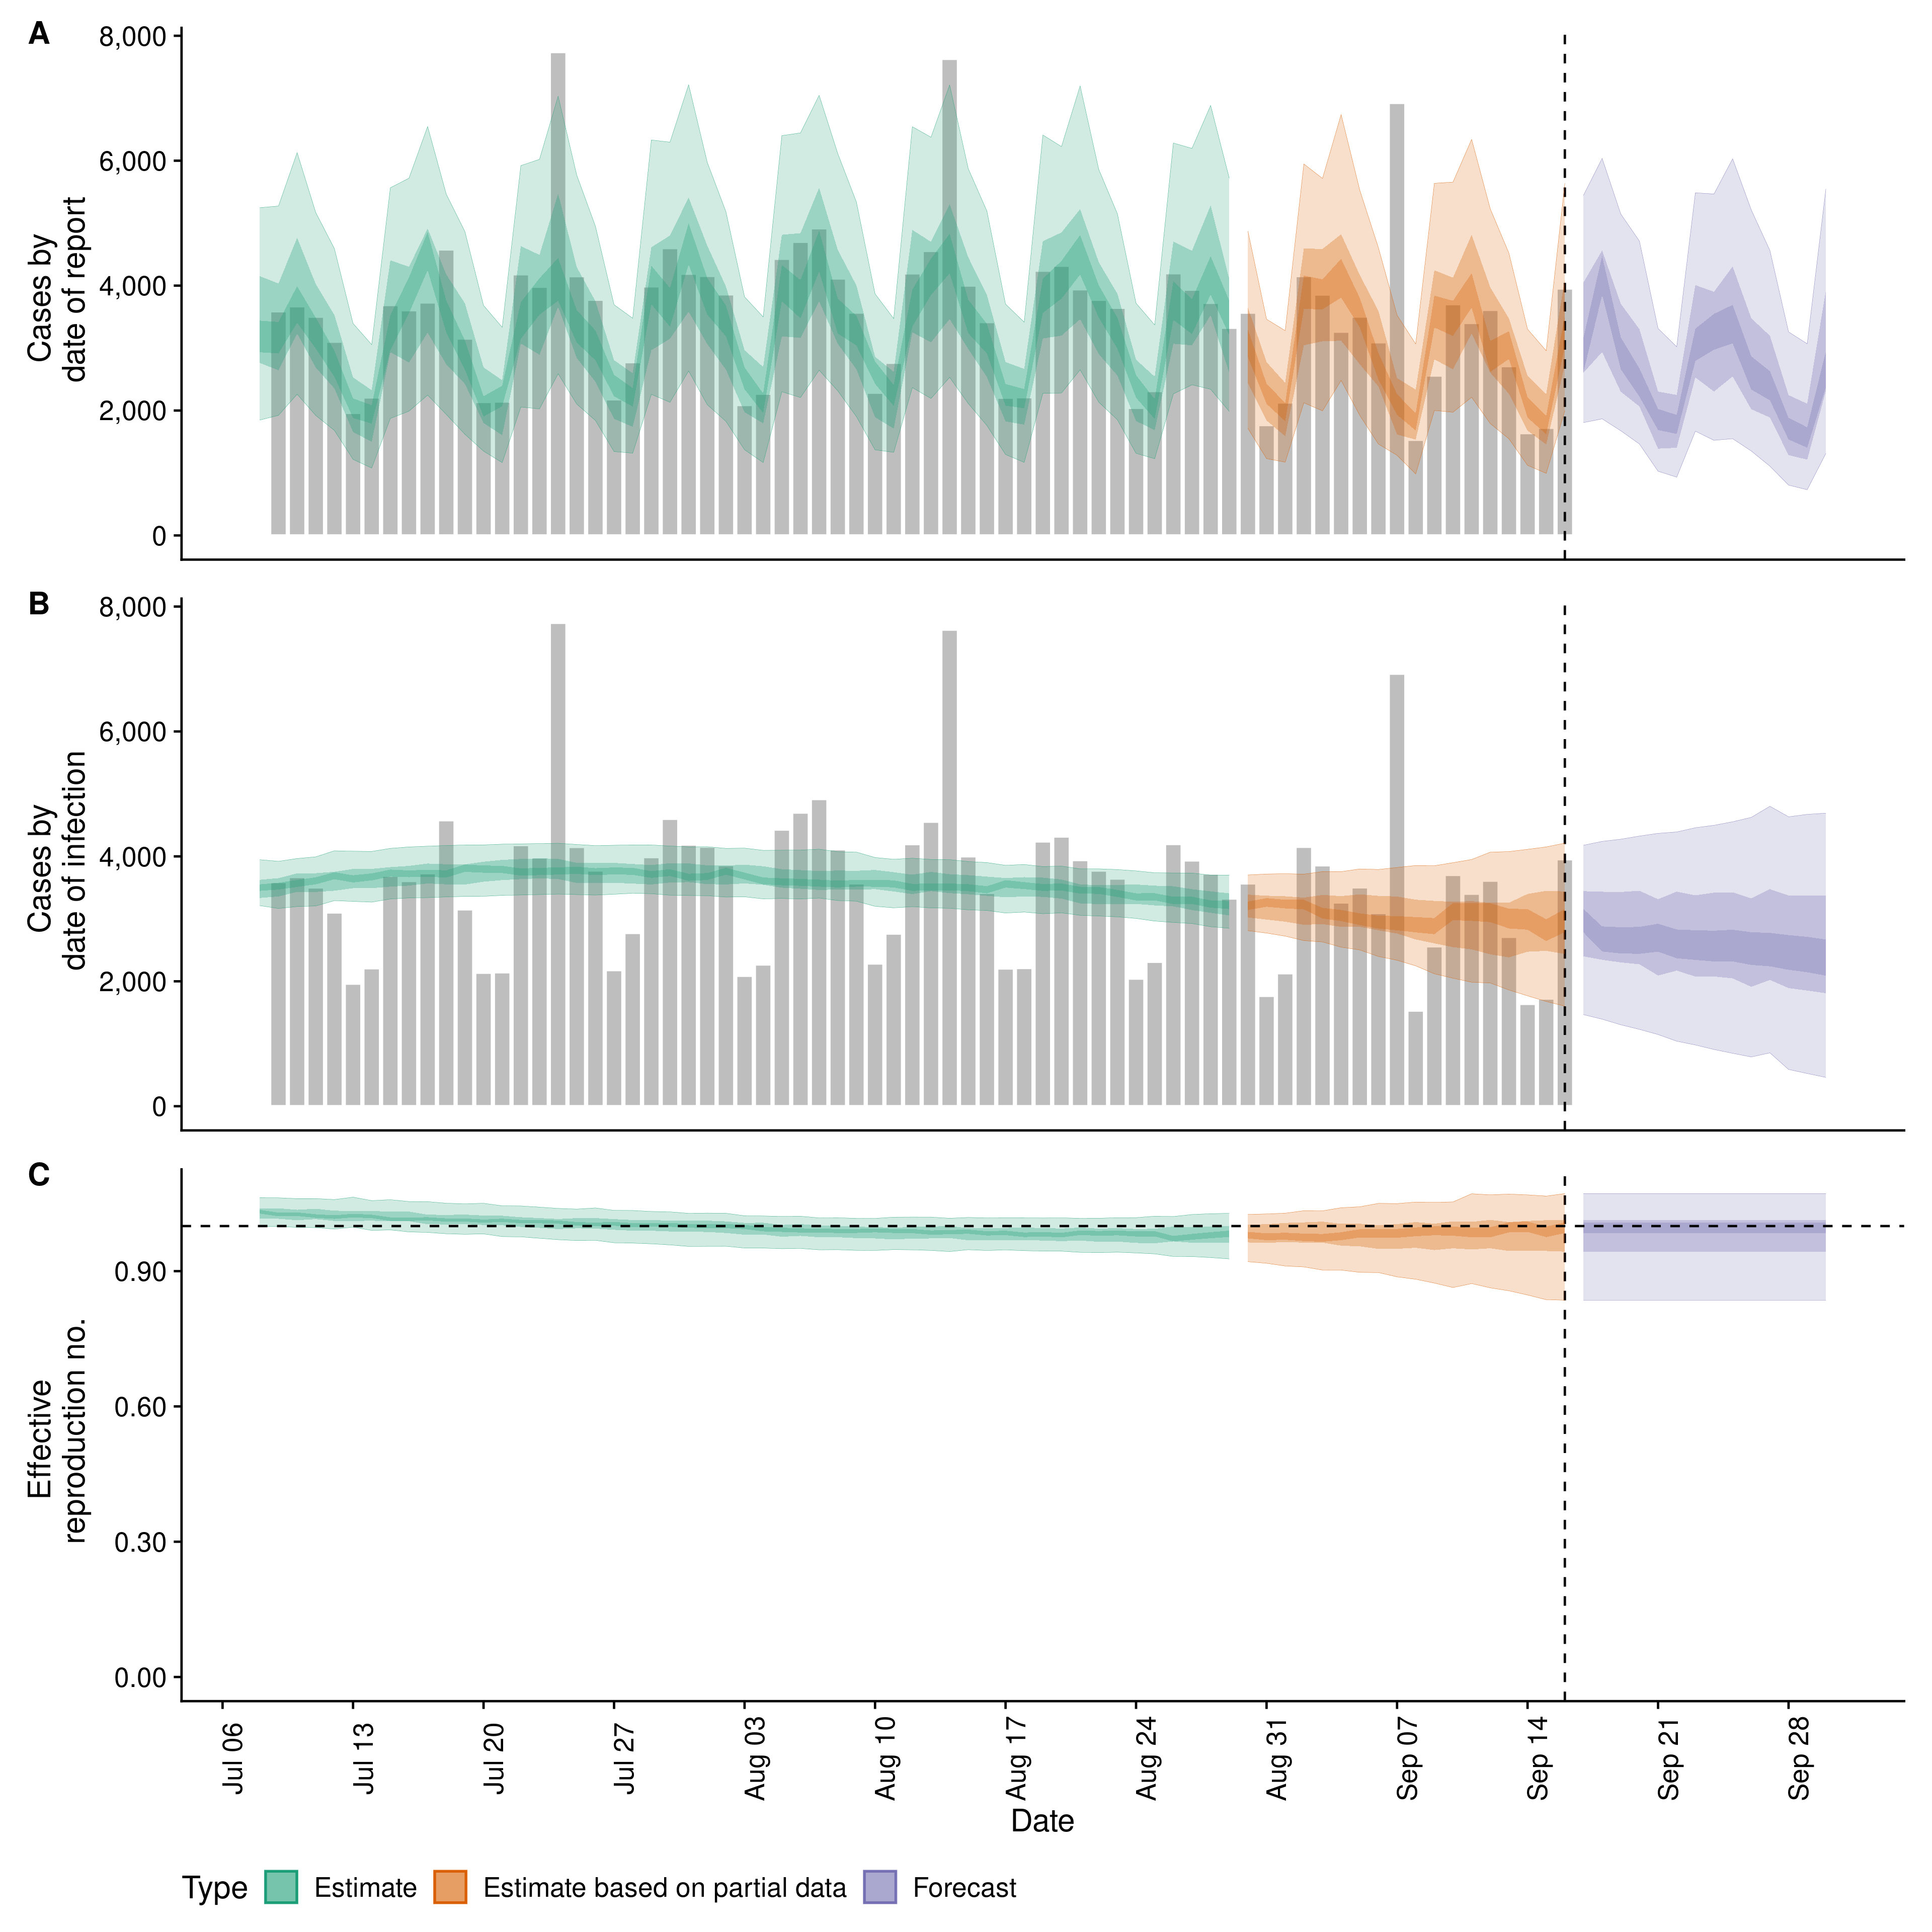 A
8,000
6,000
4,000
2,000
0
Cases by
date of report
B
8,000
6,000
4,000
2,000
0
Cases by
date of infection
C
0.90
0.60
0.30
0.00
Effective
reproduction no.
Jul 06
Jul 13
Jul 20
Jul 27
Aug 03
Aug 10
Aug 17
Aug 24
Aug 31
Sep 07
Sep 14
Sep 21
Sep 28
Date
Type Estimate Estimate based on partial data Forecast